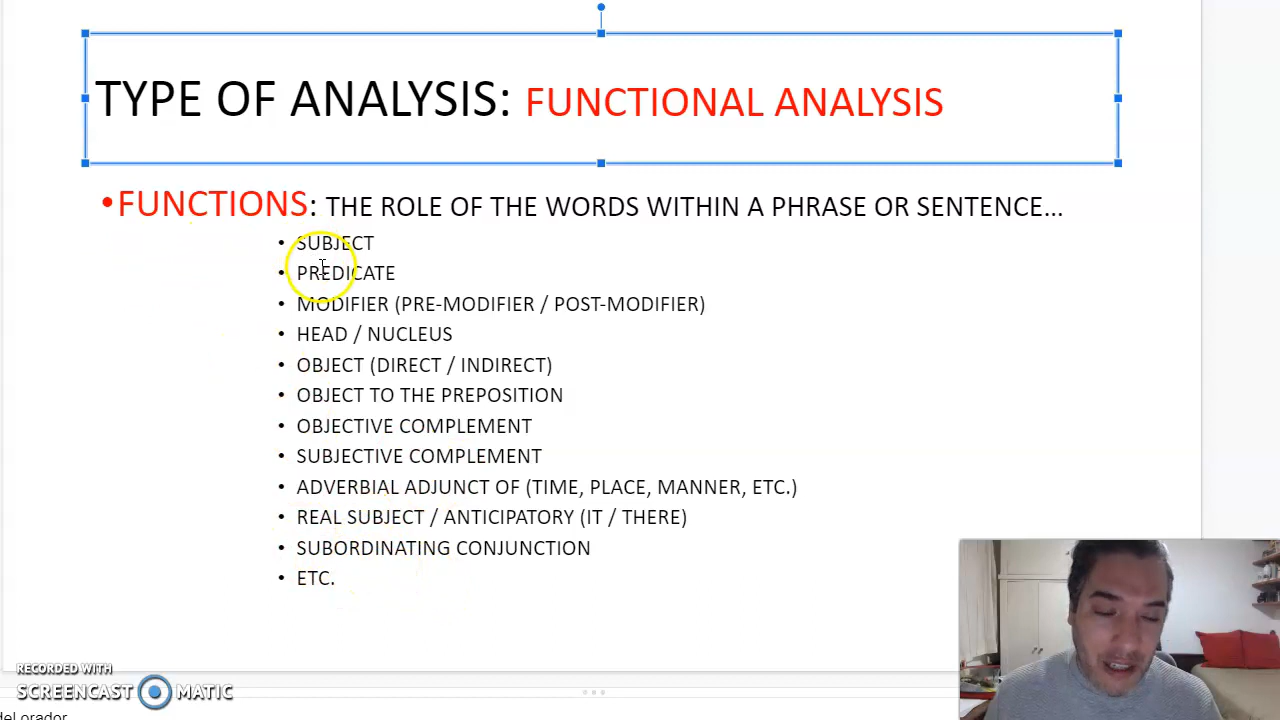 TYPE OF ANALYSIS: FUNCTIONAL ANALYSIS
•FUNCTIONS: THE ROLE OF THE WORDS WITHIN A PHRASE OR SENTENCE...
• SUBJECT
• PREDICATE
• MODIFIER (PRE-MODIFIER / POST-MODIFIER)
• HEAD / NUCLEUS
• OBJECT (DIRECT / INDIRECT)
• OBJECT TO THE PREPOSITION
• OBJECTIVE COMPLEMENT
• SUBJECTIVE COMPLEMENT
• ADVERBIAL ADJUNCT OF (TIME, PLACE, MANNER, ETC.)
• REAL SUBJECT / ANTICIPATORY (IT / THERE)
• SUBORDINATING CONJUNCTION
• ETC.
RECORDED WITH
SCREENCAST MATIC
del orador